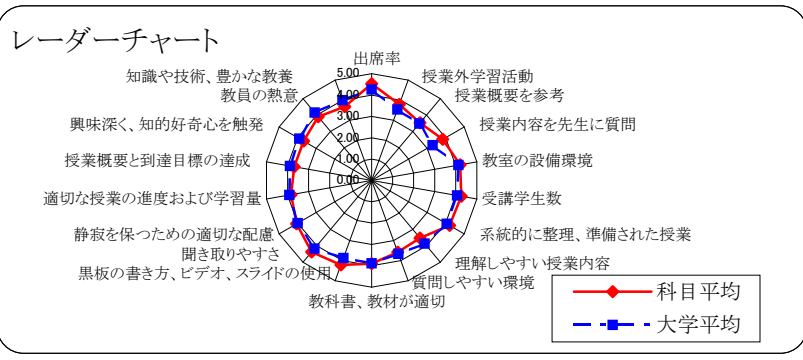 レーダーチャート
出席率
授業外学習活動
授業概要を参考
授業内容を先生に質問
教室の設備環境
受講学生数
系統的に整理、準備された授業
理解しやすい授業内容
質問しやすい環境
教科書、教材が適切
黒板の書き方、ビデオ、スライドの使用
聞き取りやすさ
静寂を保つための適切な配慮
適切な授業の進度および学習量
授業概要と到達目標の達成
興味深く、知的好奇心を触発
教員の熱意
知識や技術、豊かな教養
5.00
4.00
3.00
2.00
1.00
0.00
科目平均
大学平均